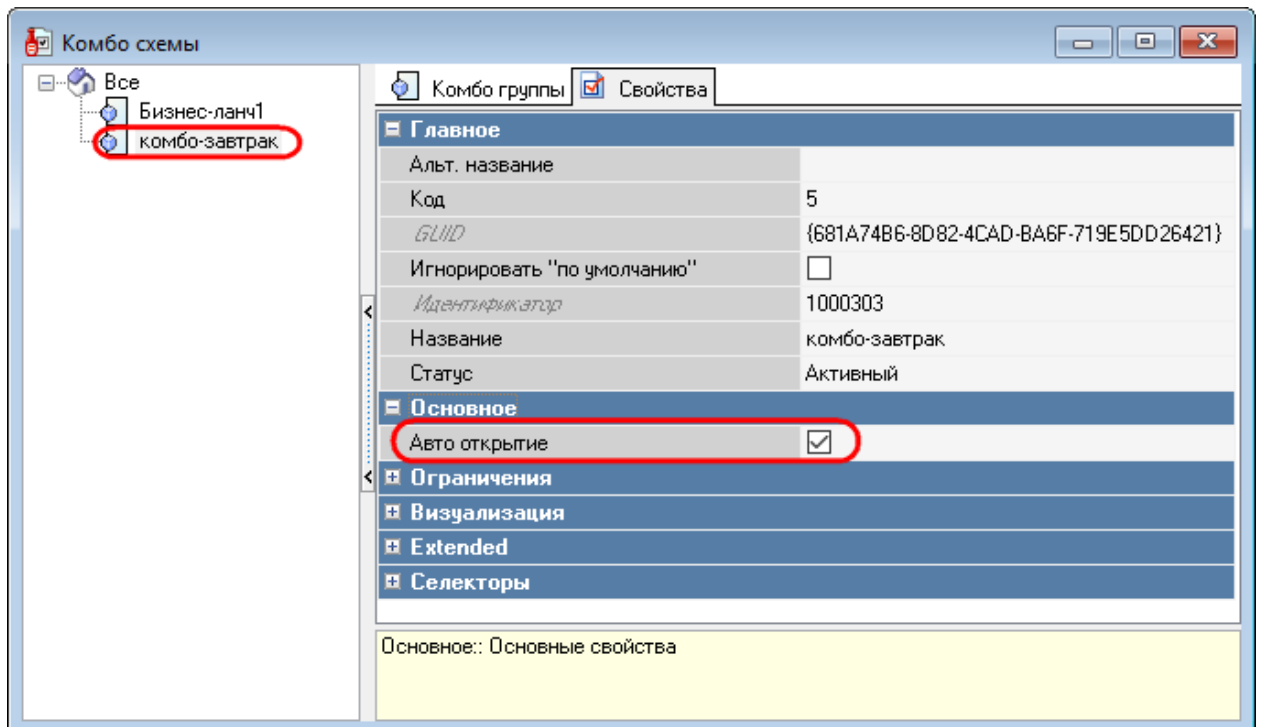 Комбо схемы
Все
Бизнес-ланч1
комбо-завтрак
Комбо группы Свойства
Главное
Альт. название
Код 5
GUID {681A74B6-8D82-4CAD-BA6F-719E5DD26421}
Игнорировать "по умолчанию"
Идентификатор 1000303
Название комбо-завтрак
Статус Активный
Основное
Авто открытие
Ограничения
Визуализация
Extended
Селекторы
Основное:: Основные свойства